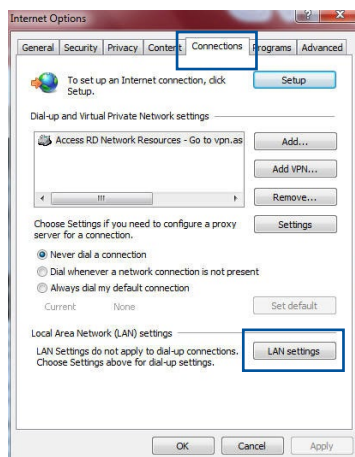 Internet Options
General Security Privacy Content Connections Programs Advanced
To set up an Internet connection, click
Setup.
Setup
Dial-up and Virtual Private Network settings
Access RD Network Resources - Go to vpn.as
Add...
Add VPN...
Remove...
Choose Settings if you need to configure a proxy
server for a connection.
Settings
Never dial a connection
Dial whenever a network connection is not present
Always dial my default connection
Current None
Set default
Local Area Network (LAN) settings
LAN Settings do not apply to dial-up connections.
Choose Settings above for dial-up settings.
LAN settings
OK Cancel Apply